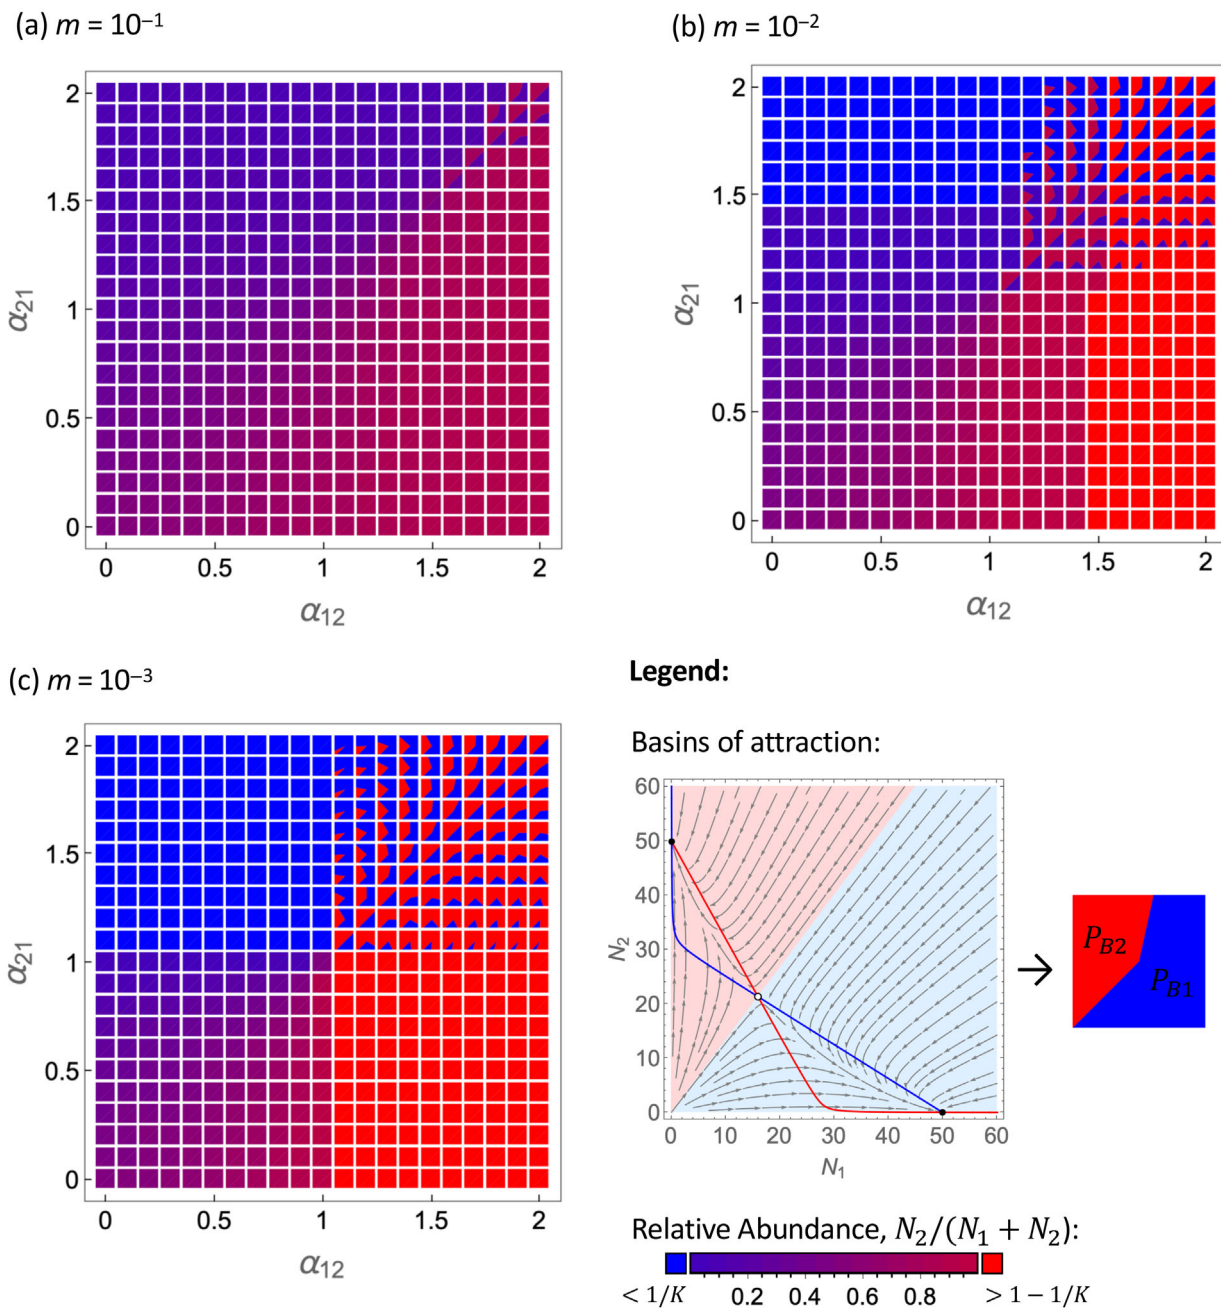 (a) m = 10⁻¹
(b) m = 10⁻²
2
1.5
1
0.5
0
α₂₁
0 0.5 1 1.5 2
α₁₂
2
1.5
1
0.5
0
α₂₁
0 0.5 1 1.5 2
α₁₂
(c) m = 10⁻³
2
1.5
1
0.5
0
α₂₁
0 0.5 1 1.5 2
α₁₂
Legend:
Basins of attraction:
60
50
40
30
20
10
0
N₂
0 10 20 30 40 50 60
N₁
P_B2
P_B1
Relative Abundance, N₂/(N₁ + N₂):
< 1/K 0.2 0.4 0.6 0.8 > 1 − 1/K